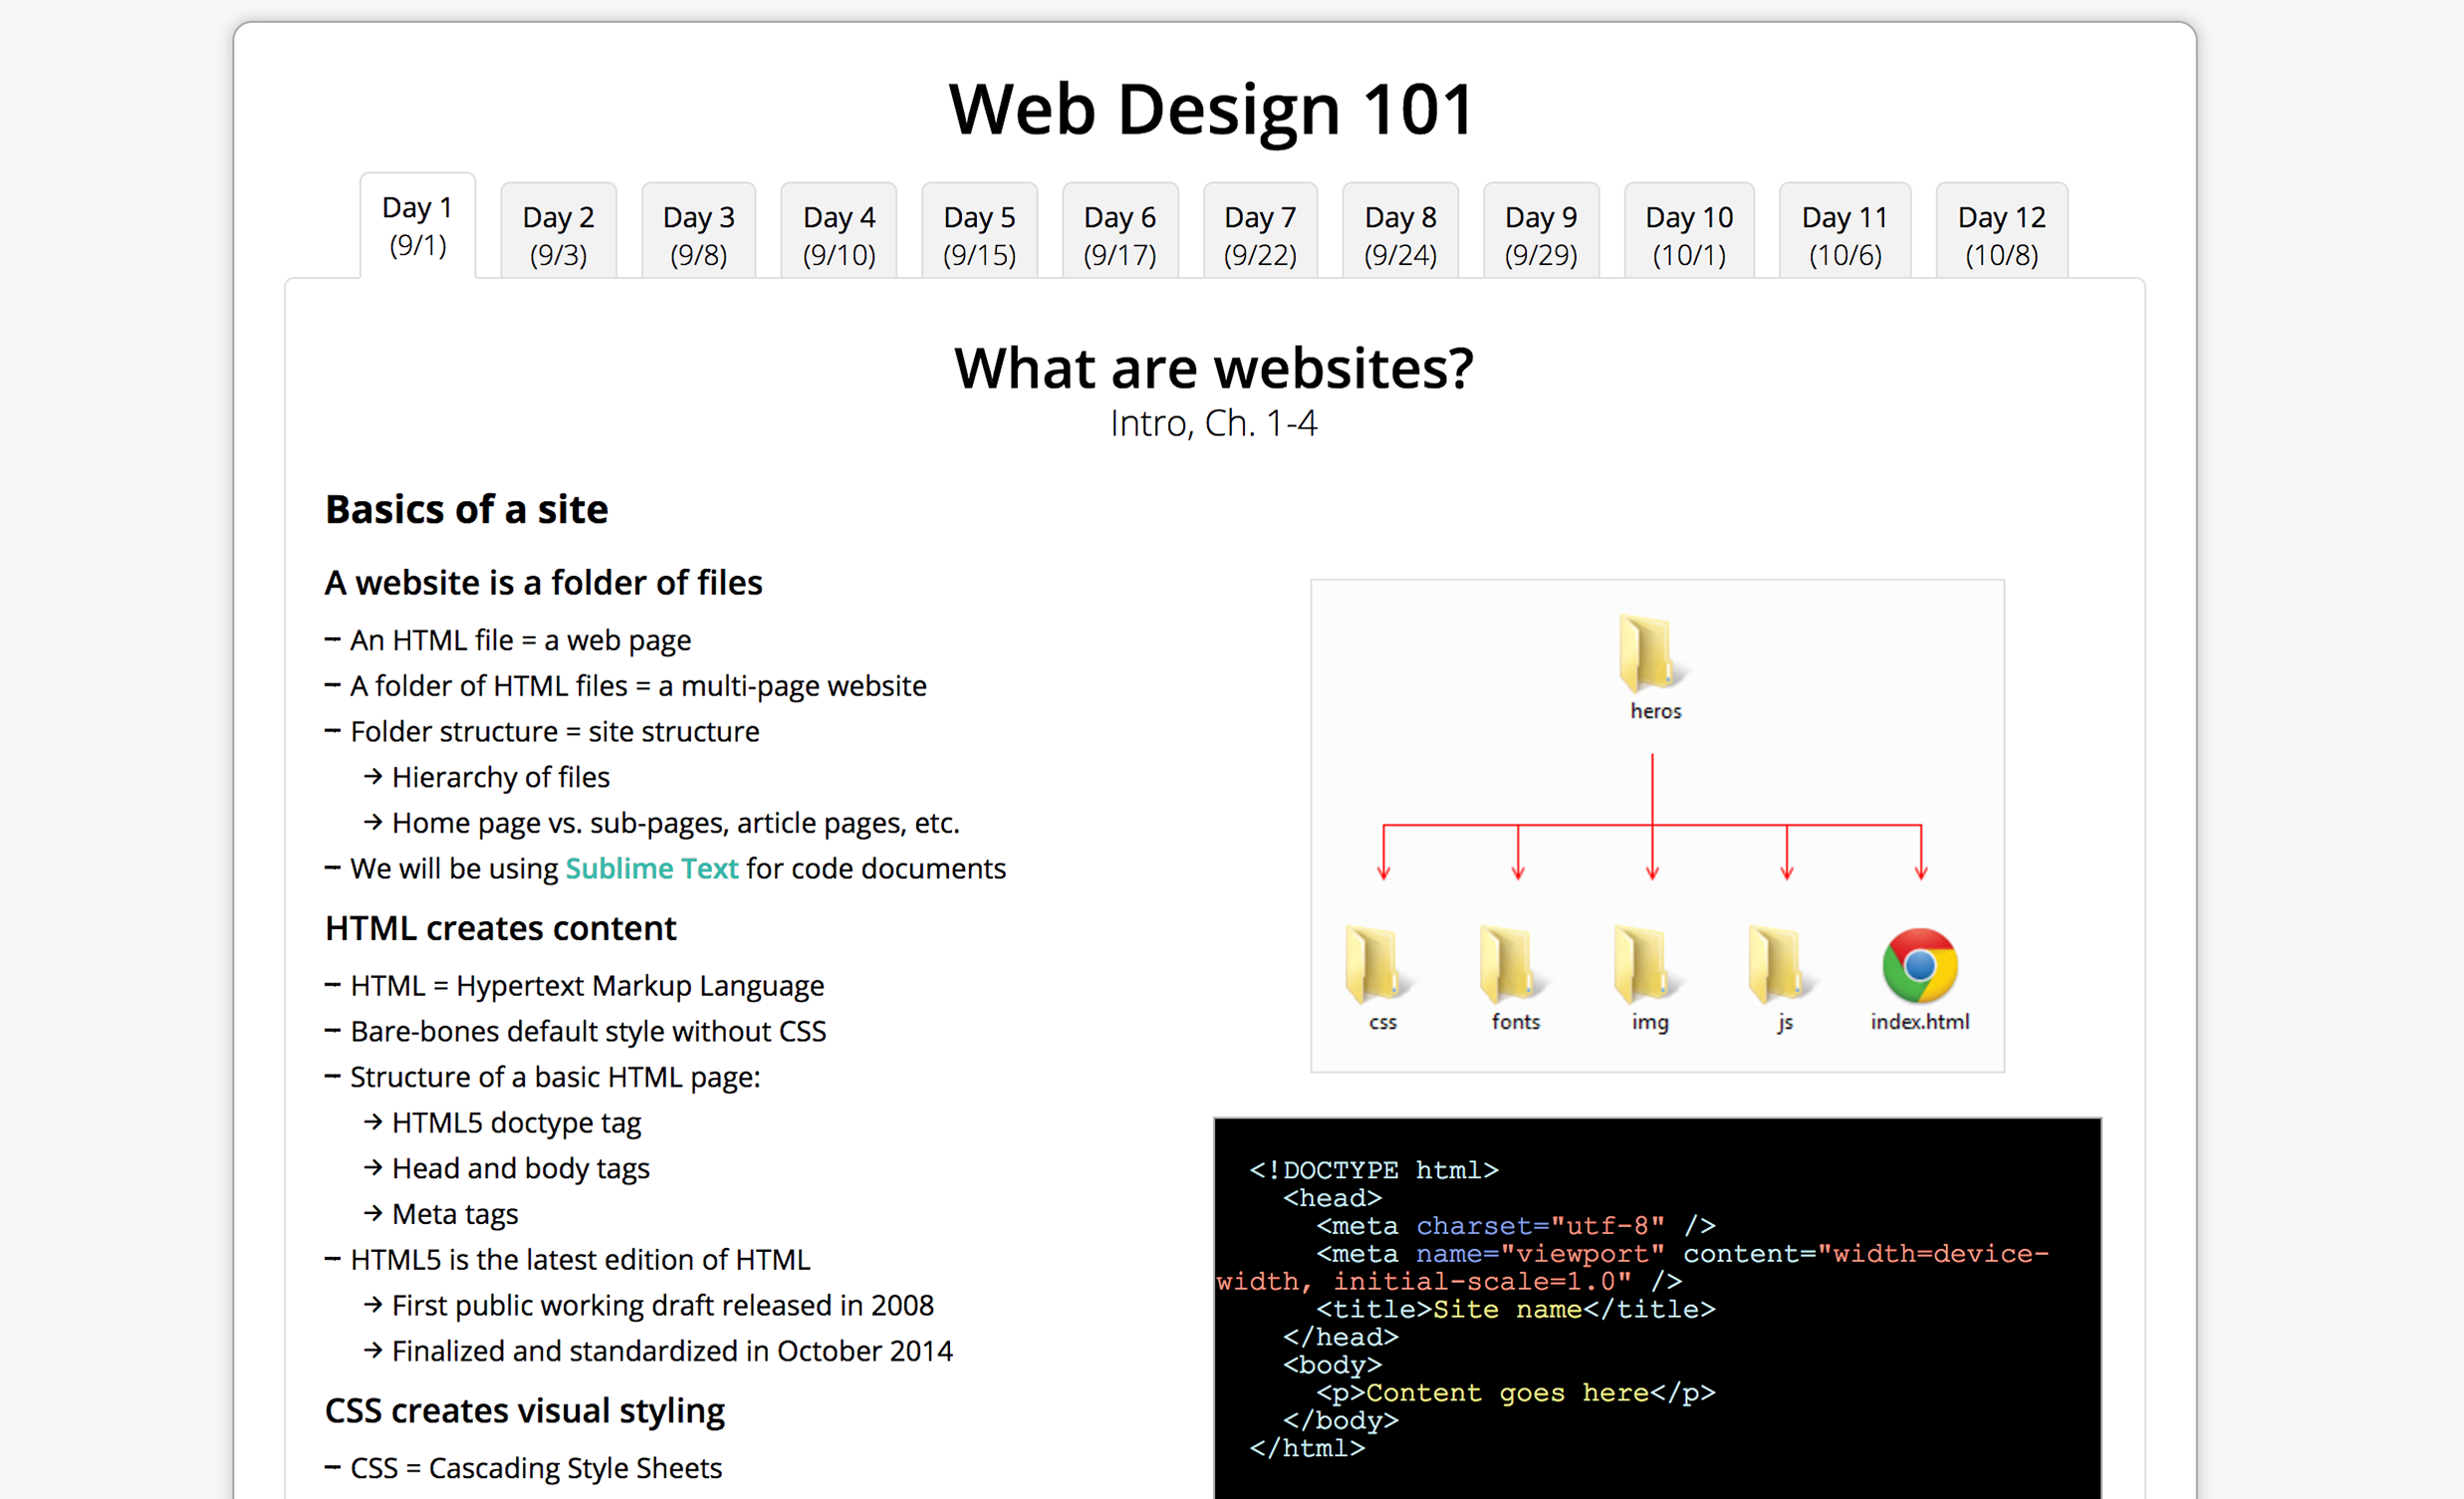 Web Design 101
Day 1
(9/1)
Day 2
(9/3)
Day 3
(9/8)
Day 4
(9/10)
Day 5
(9/15)
Day 6
(9/17)
Day 7
(9/22)
Day 8
(9/24)
Day 9
(9/29)
Day 10
(10/1)
Day 11
(10/6)
Day 12
(10/8)
What are websites?
Intro, Ch. 1-4
Basics of a site
A website is a folder of files
– An HTML file = a web page
– A folder of HTML files = a multi-page website
– Folder structure = site structure
→ Hierarchy of files
→ Home page vs. sub-pages, article pages, etc.
– We will be using Sublime Text for code documents
HTML creates content
– HTML = Hypertext Markup Language
– Bare-bones default style without CSS
– Structure of a basic HTML page:
→ HTML5 doctype tag
→ Head and body tags
→ Meta tags
– HTML5 is the latest edition of HTML
→ First public working draft released in 2008
→ Finalized and standardized in October 2014
CSS creates visual styling
– CSS = Cascading Style Sheets
heros
css
fonts
img
js
index.html
<!DOCTYPE html>
<head>
<meta charset="utf-8" />
<meta name="viewport" content="width=device-
width, initial-scale=1.0" />
<title>Site name</title>
</head>
<body>
<p>Content goes here</p>
</body>
</html>